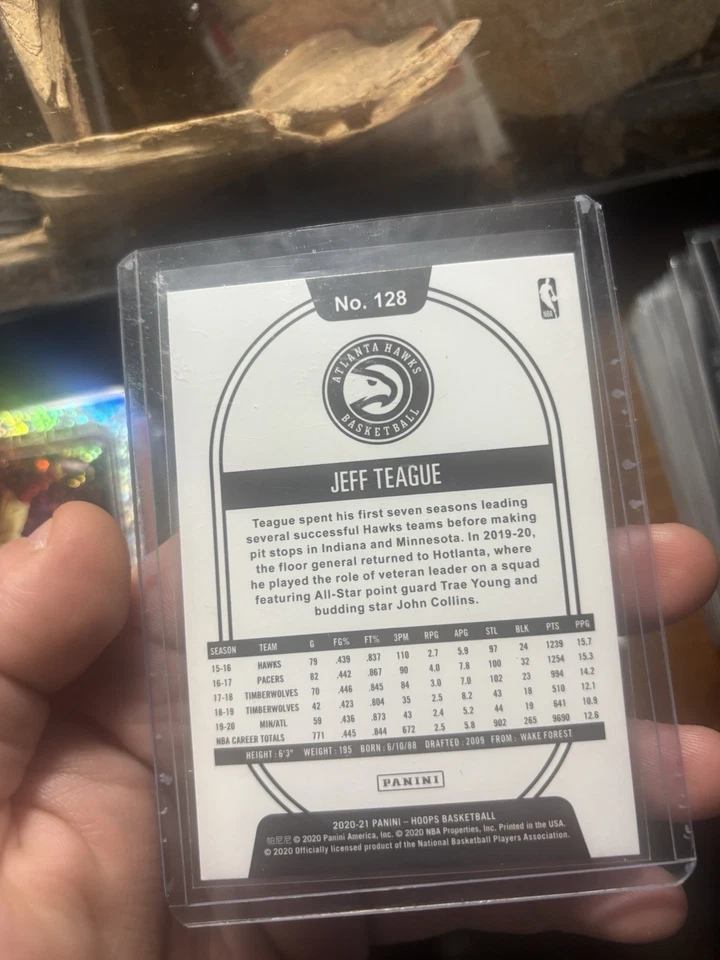 No. 128
NBA
ATLANTA HAWKS
BASKETBALL
JEFF TEAGUE
Teague spent his first seven seasons leading
several successful Hawks teams before making
pit stops in Indiana and Minnesota. In 2019-20,
the floor general returned to Hotlanta, where
he played the role of veteran leader on a squad
featuring All-Star point guard Trae Young and
budding star John Collins.
SEASON TEAM G FG% FT% 3PM RPG APG STL BLK PTS PPG
15-16 HAWKS 79 .439 .837 110 2.7 5.9 97 24 1239 15.7
16-17 PACERS 82 .442 .867 90 4.0 7.8 100 32 1254 15.3
17-18 TIMBERWOLVES 70 .446 .845 84 3.0 7.0 102 23 994 14.2
18-19 TIMBERWOLVES 42 .423 .804 35 2.5 8.2 43 18 510 12.1
19-20 MIN/ATL 59 .436 .873 43 2.4 5.2 44 19 641 10.9
NBA CAREER TOTALS 771 .445 .844 672 2.5 5.8 902 265 9690 12.6
HEIGHT: 6'3" WEIGHT: 195 BORN: 6/10/88 DRAFTED: 2009 FROM: WAKE FOREST
PANINI
2020-21 PANINI – HOOPS BASKETBALL
帕尼尼 © 2020 Panini America, Inc. © 2020 NBA Properties, Inc. Printed in the USA.
© 2020 Officially licensed product of the National Basketball Players Association.